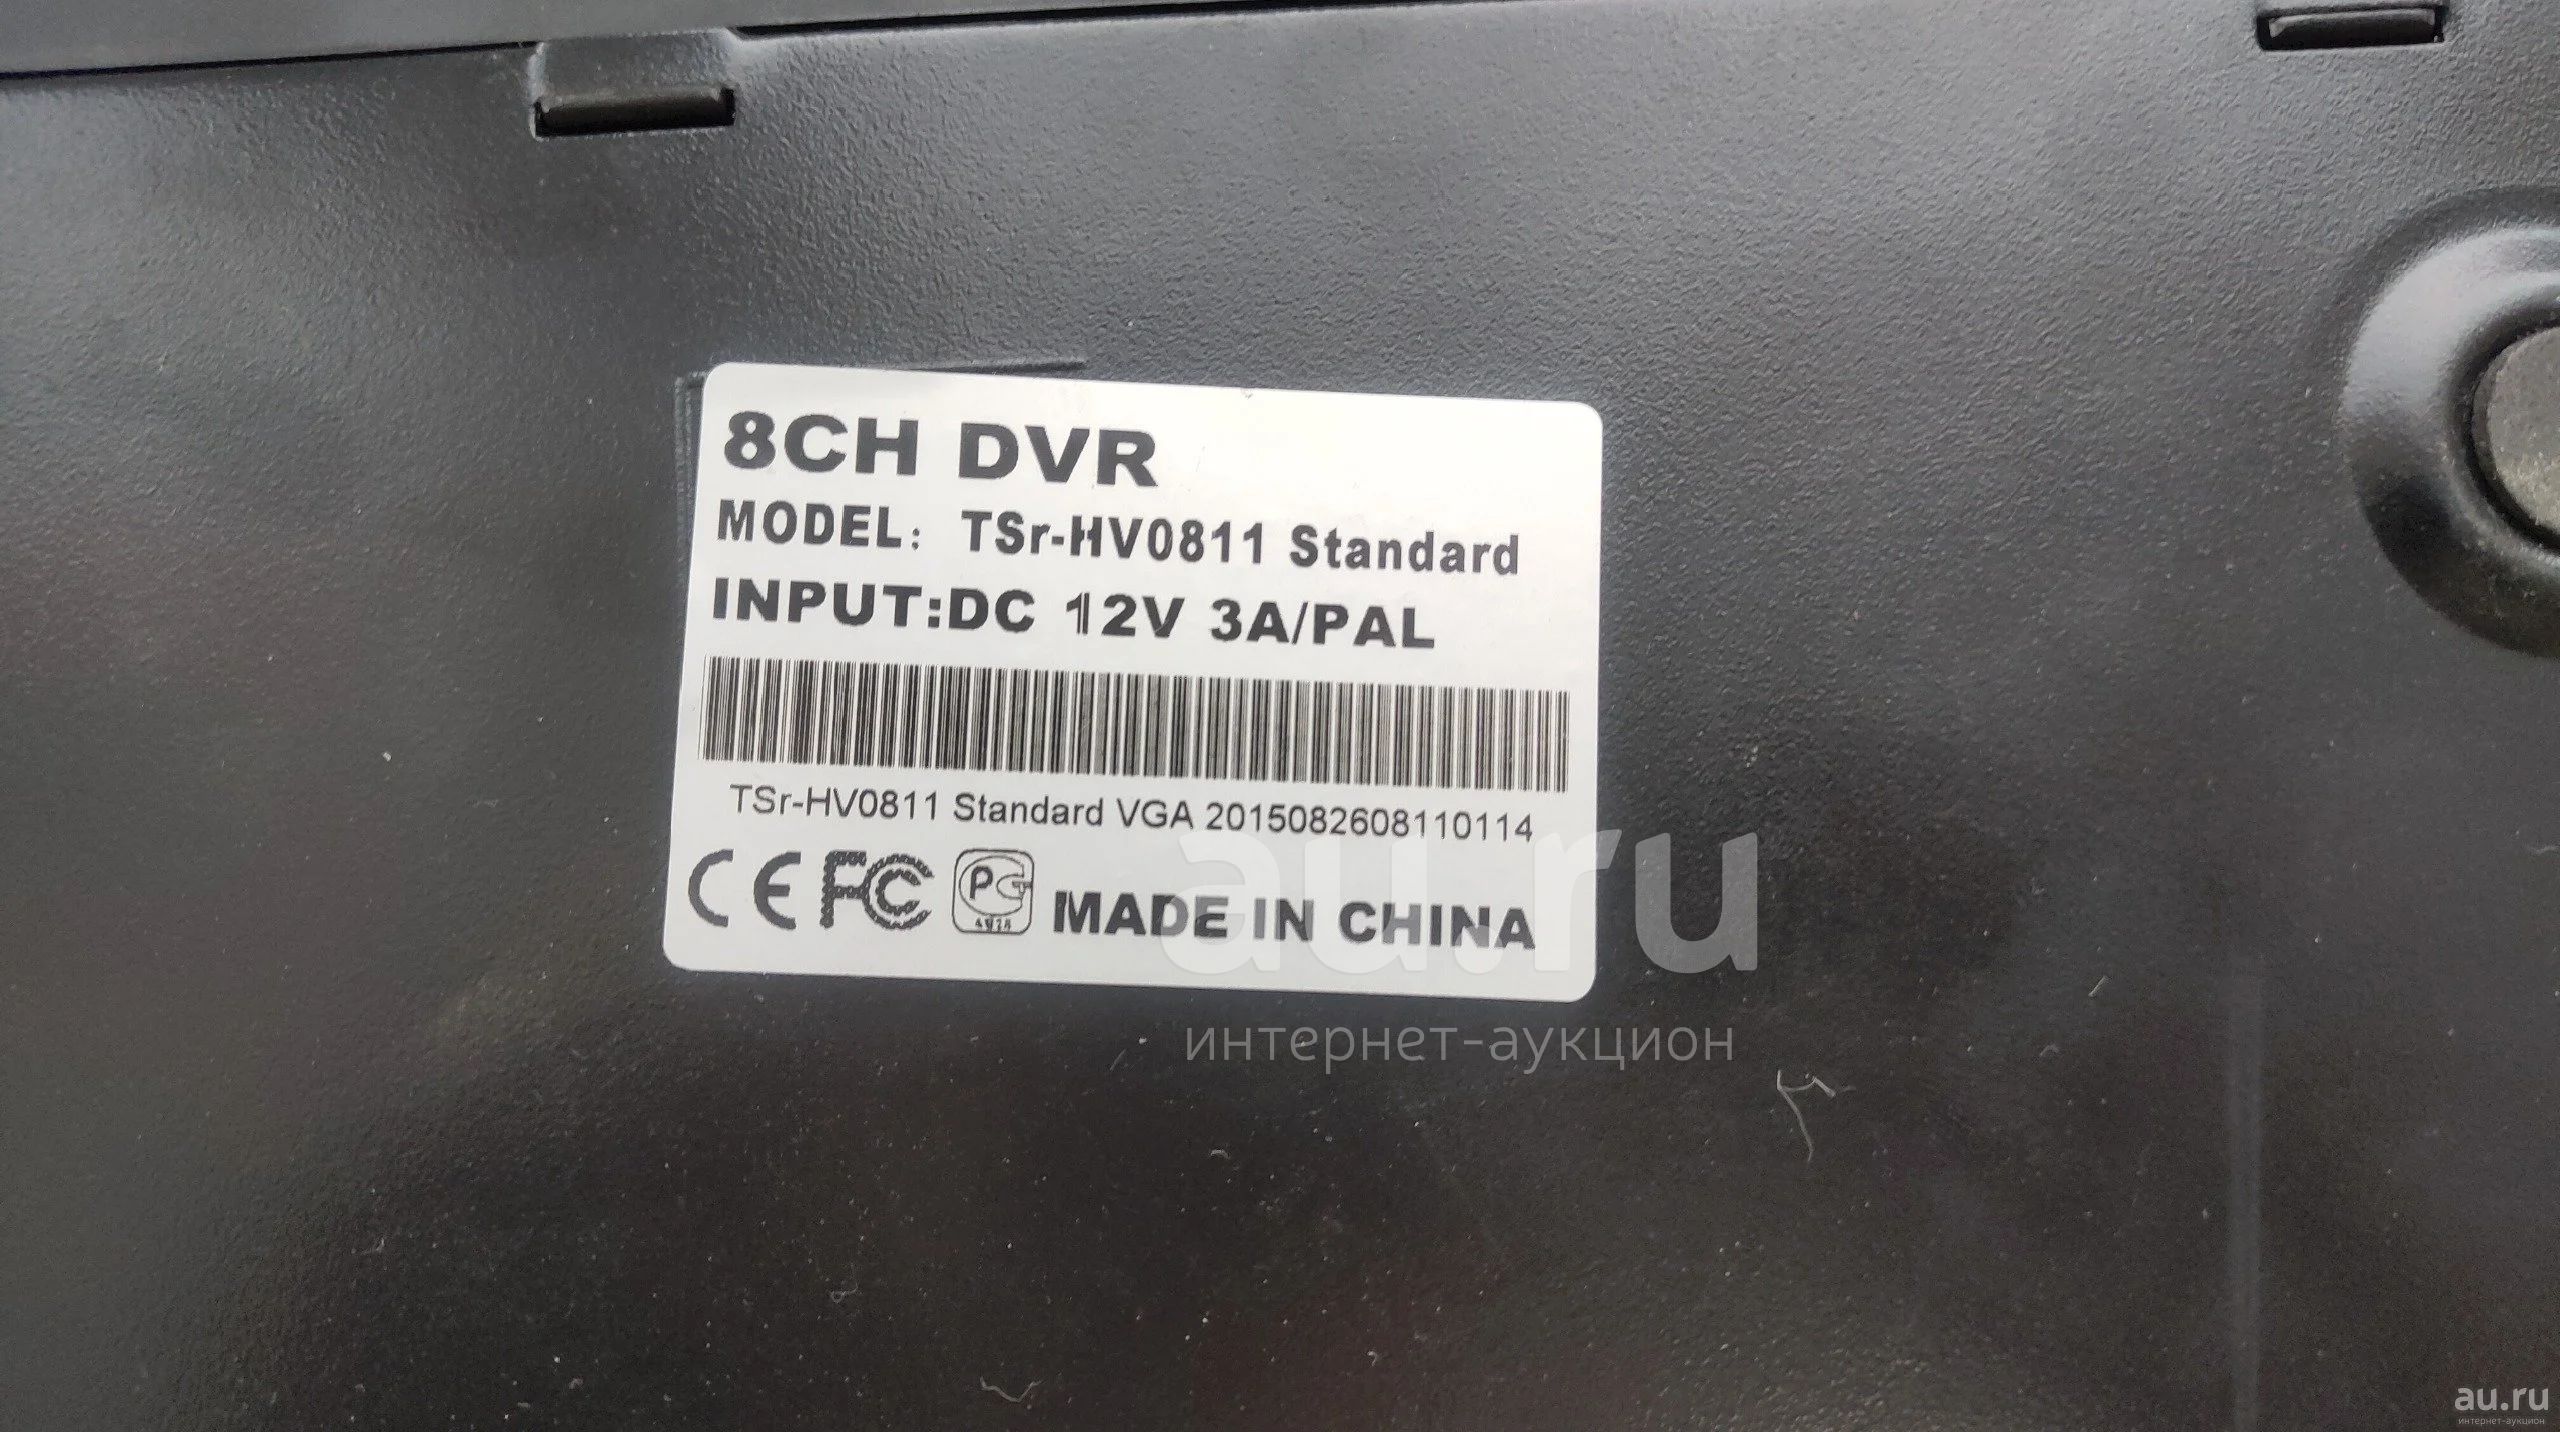 8CH DVR
MODEL: TSr-HV0811 Standard
INPUT:DC 12V 3A/PAL
TSr-HV0811 Standard VGA 2015082608110114
CE FC PG MADE IN CHINA
au.ru
интернет-аукцион
au.ru
интернет-аукцион